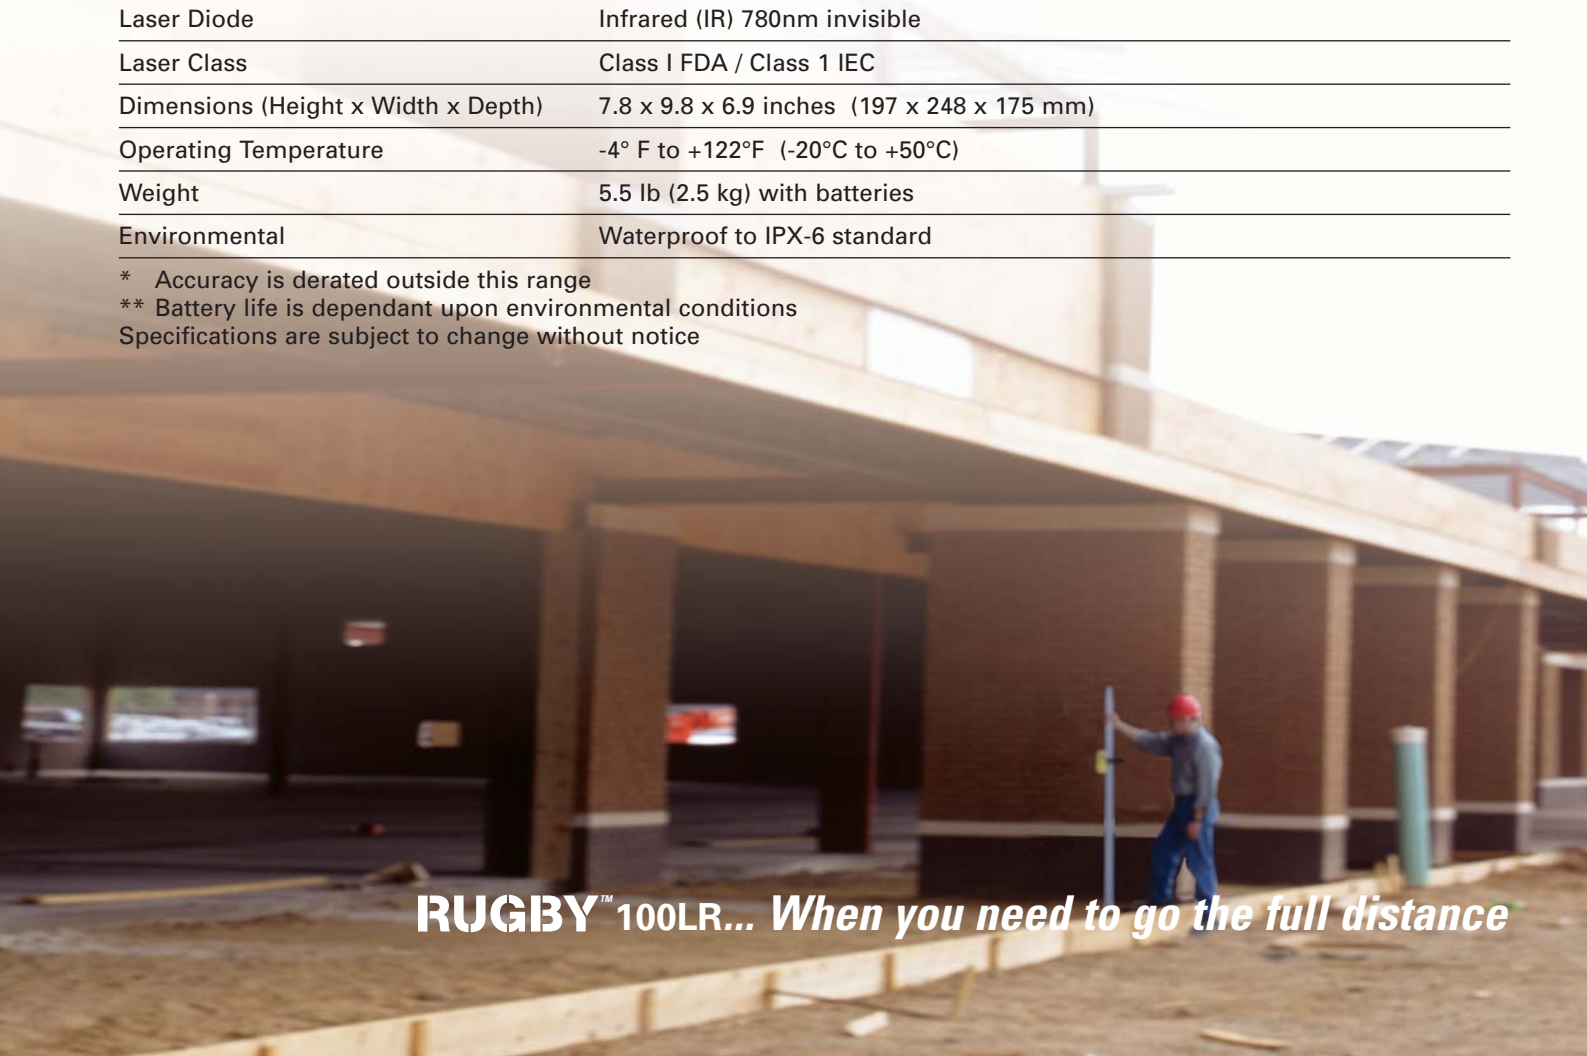 Laser Diode Infrared (IR) 780nm invisible
Laser Class Class I FDA / Class 1 IEC
Dimensions (Height x Width x Depth) 7.8 x 9.8 x 6.9 inches (197 x 248 x 175 mm)
Operating Temperature -4° F to +122°F (-20°C to +50°C)
Weight 5.5 lb (2.5 kg) with batteries
Environmental Waterproof to IPX-6 standard
* Accuracy is derated outside this range
** Battery life is dependant upon environmental conditions
Specifications are subject to change without notice
RUGBY™ 100LR... When you need to go the full distance